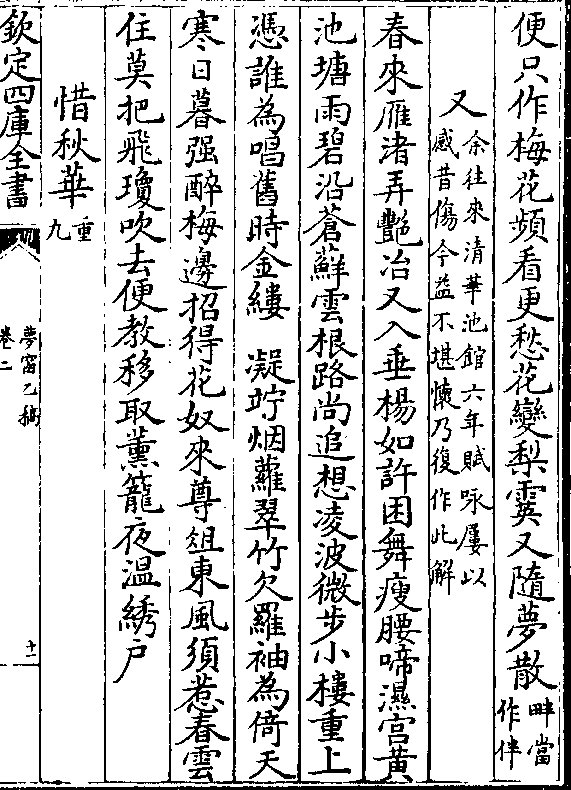 便只作梅花頻看更愁花變梨霙又隨夢散畔當作伴
又余往來清華池館六年賦咏屢以
感昔傷今益不堪懷乃復作此解
春來雁渚弄艷冶又入垂楊如許困舞瘦腰啼濕宫黄
池塘雨碧沿蒼蘚雲根路尚追想凌波微步小樓重上
憑誰為唱舊時金縷　凝竚烟蘿翠竹欠羅袖為倚天
寒日暮强醉梅邊招得花奴來尊俎東風須惹春雲
住莫把飛瓊吹去便教移取薰籠夜温綉戸
惜秋華重九
欽定四庫全書
夢窗乙稿
卷二
十一